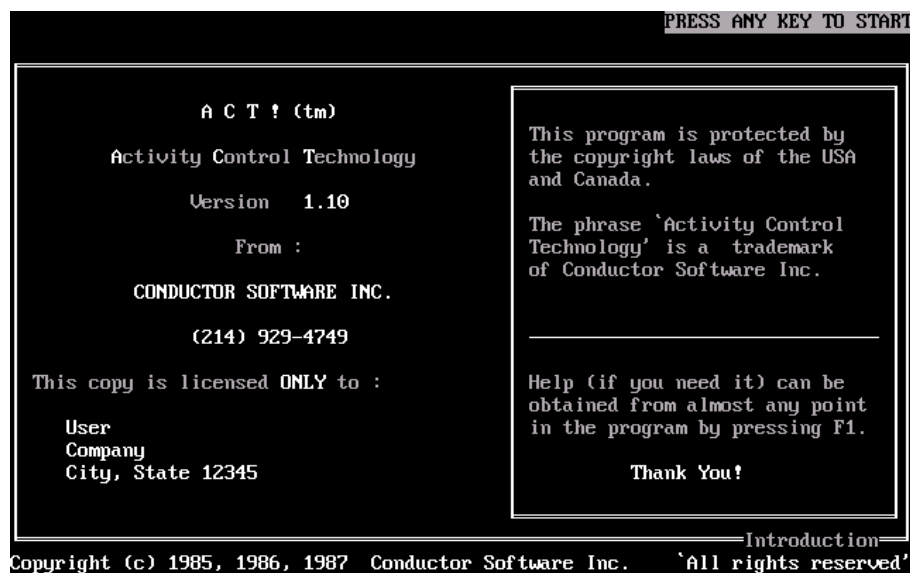 PRESS ANY KEY TO START
A C T ! (tm)
Activity Control Technology
Version 1.10
From :
CONDUCTOR SOFTWARE INC.
(214) 929-4749
This copy is licensed ONLY to :
User
Company
City, State 12345
This program is protected by
the copyright laws of the USA
and Canada.
The phrase `Activity Control
Technology' is a trademark
of Conductor Software Inc.
Help (if you need it) can be
obtained from almost any point
in the program by pressing F1.
Thank You!
Introduction
Copyright (c) 1985, 1986, 1987 Conductor Software Inc. `All rights reserved'